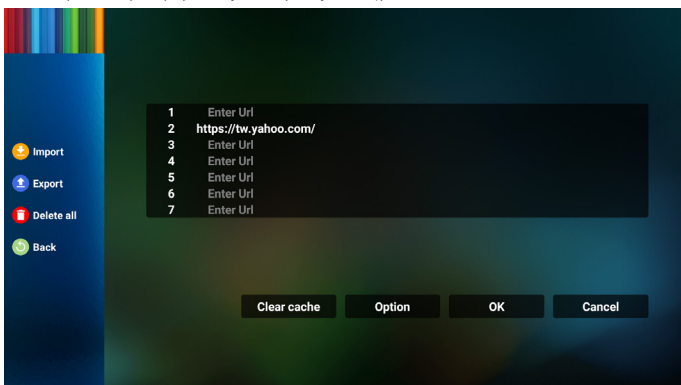 Import
Export
Delete all
Back
1 Enter Url
2 https://tw.yahoo.com/
3 Enter Url
4 Enter Url
5 Enter Url
6 Enter Url
7 Enter Url
Clear cache Option OK Cancel